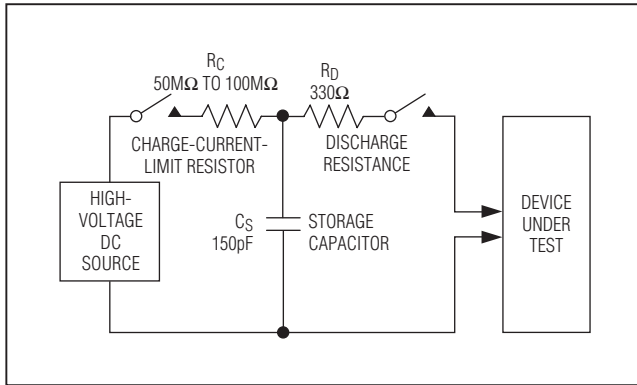 R_C
50MΩ TO 100MΩ
CHARGE-CURRENT-
LIMIT RESISTOR
R_D
330Ω
DISCHARGE
RESISTANCE
HIGH-
VOLTAGE
DC
SOURCE
C_S
150pF
STORAGE
CAPACITOR
DEVICE
UNDER
TEST